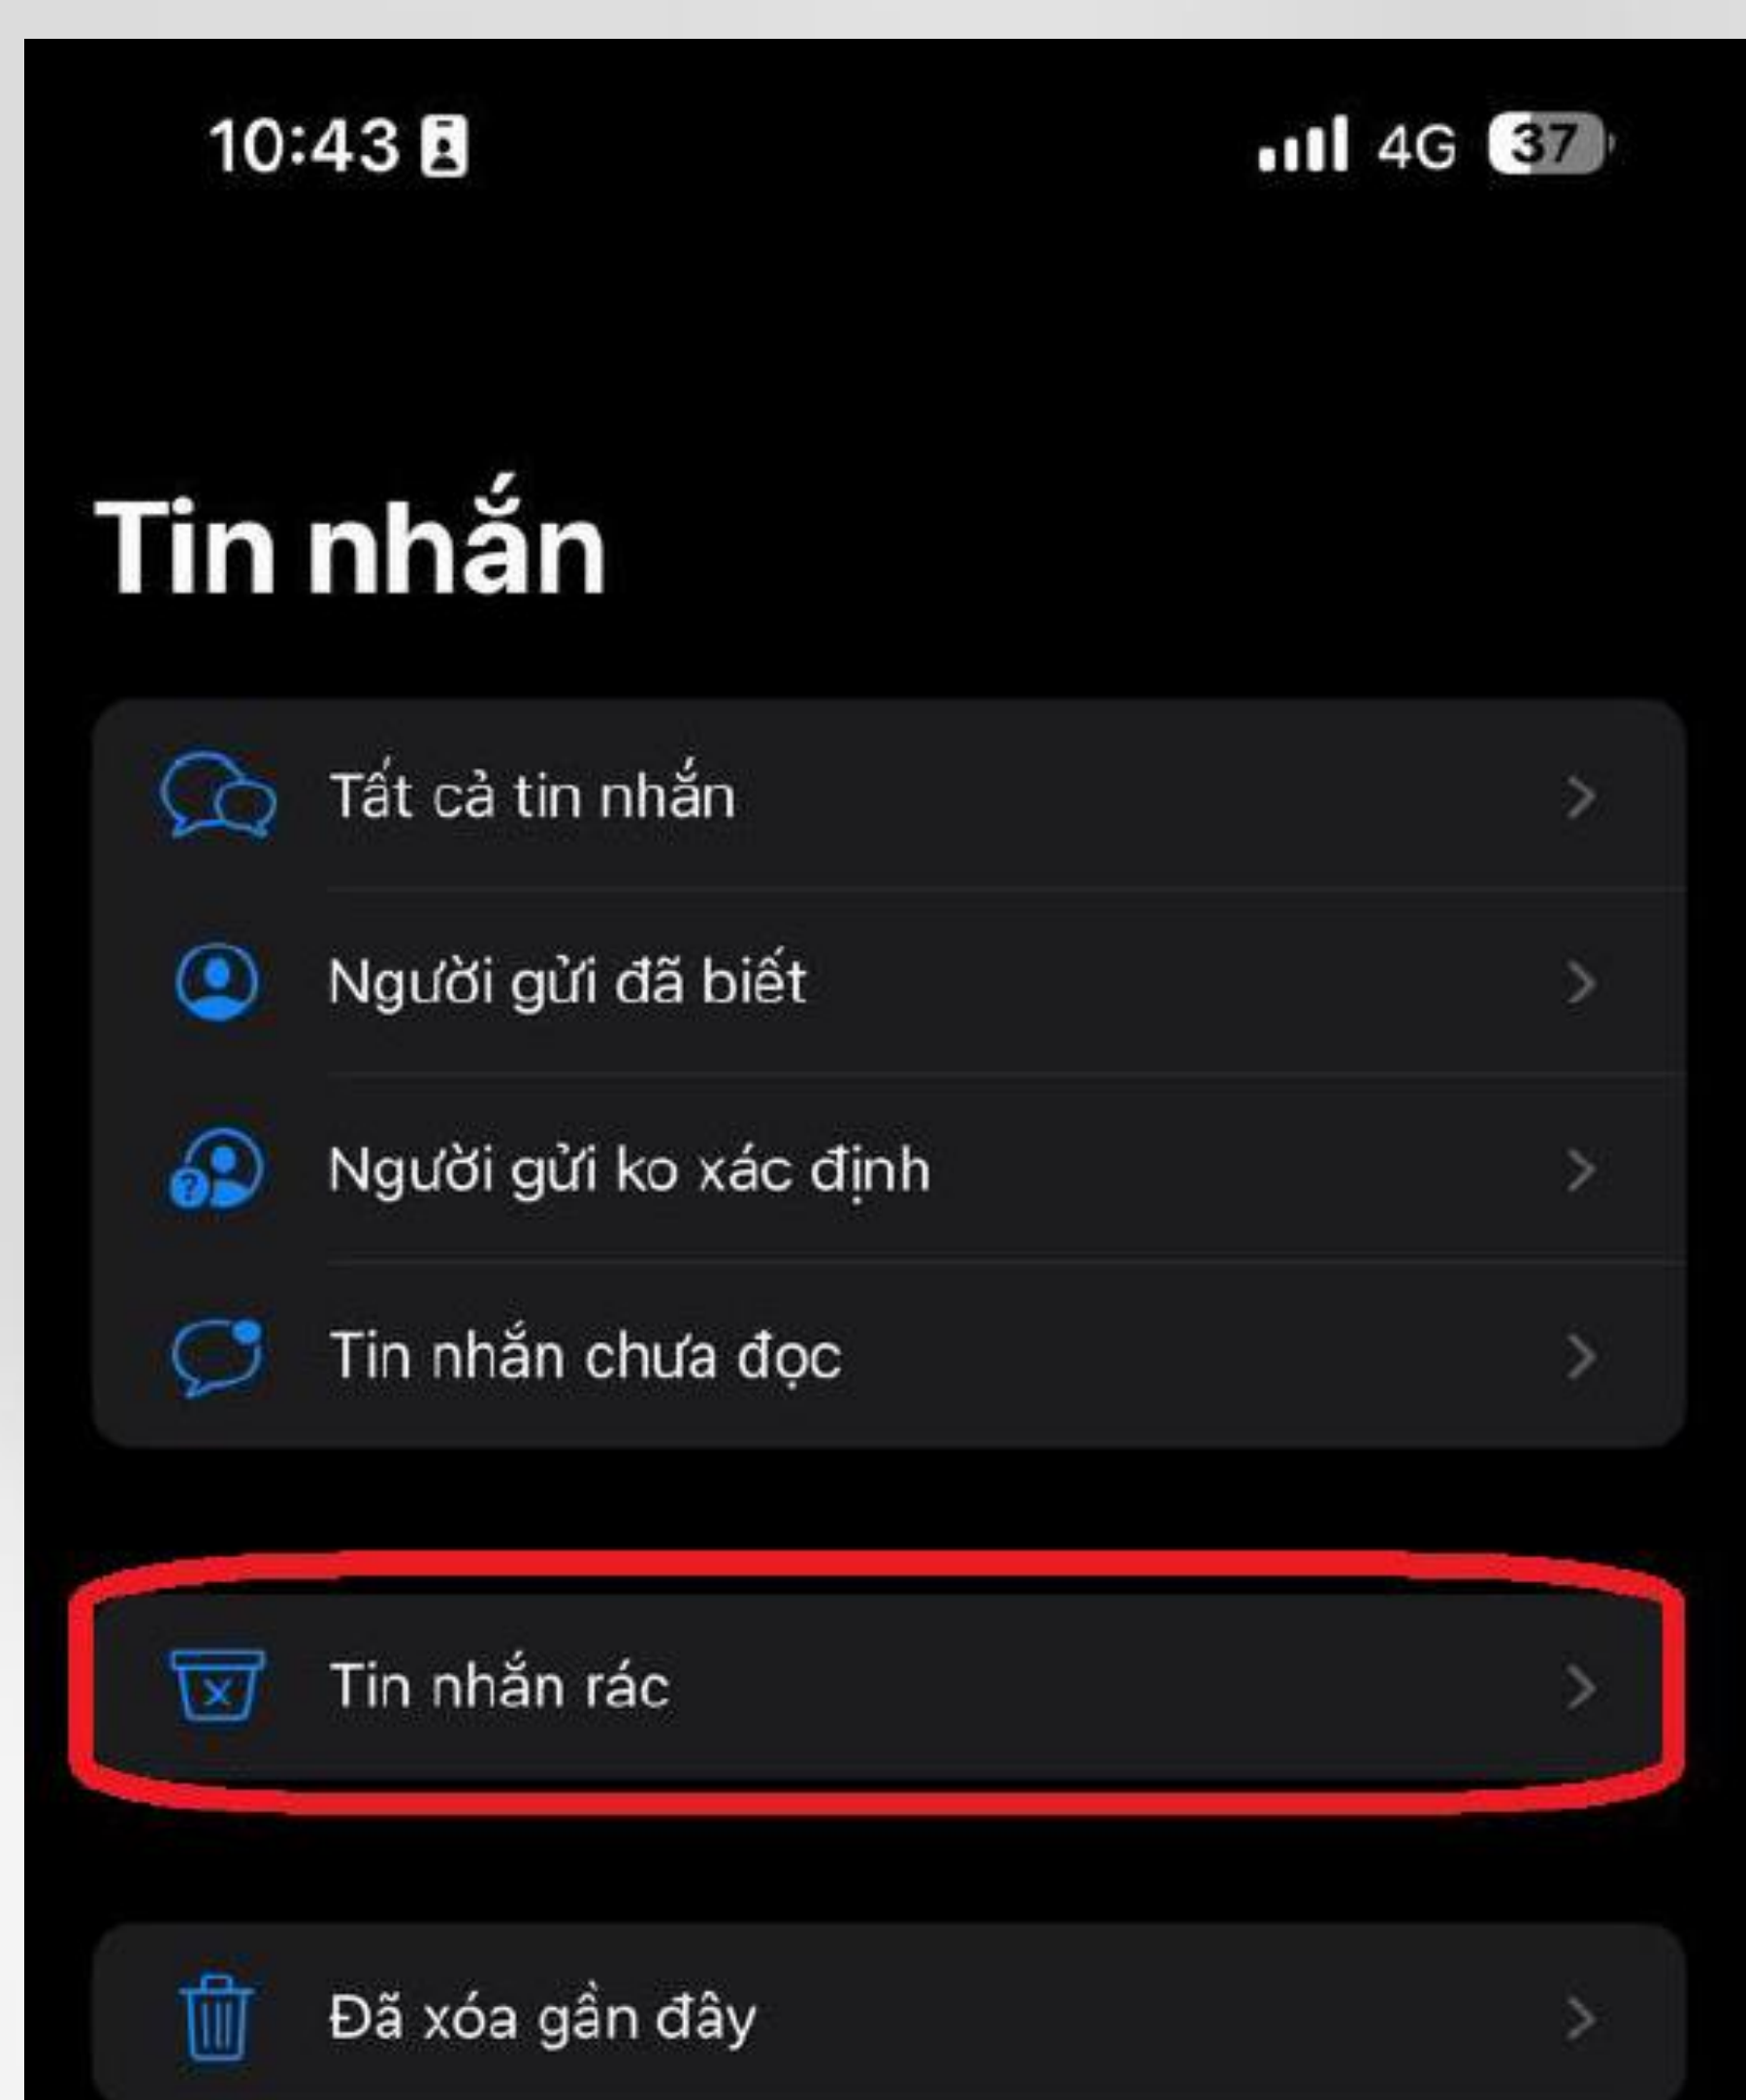 10:43
4G 37
Tin nhắn
Tất cả tin nhắn
Người gửi đã biết
Người gửi ko xác định
Tin nhắn chưa đọc
Tin nhắn rác
Đã xóa gần đây